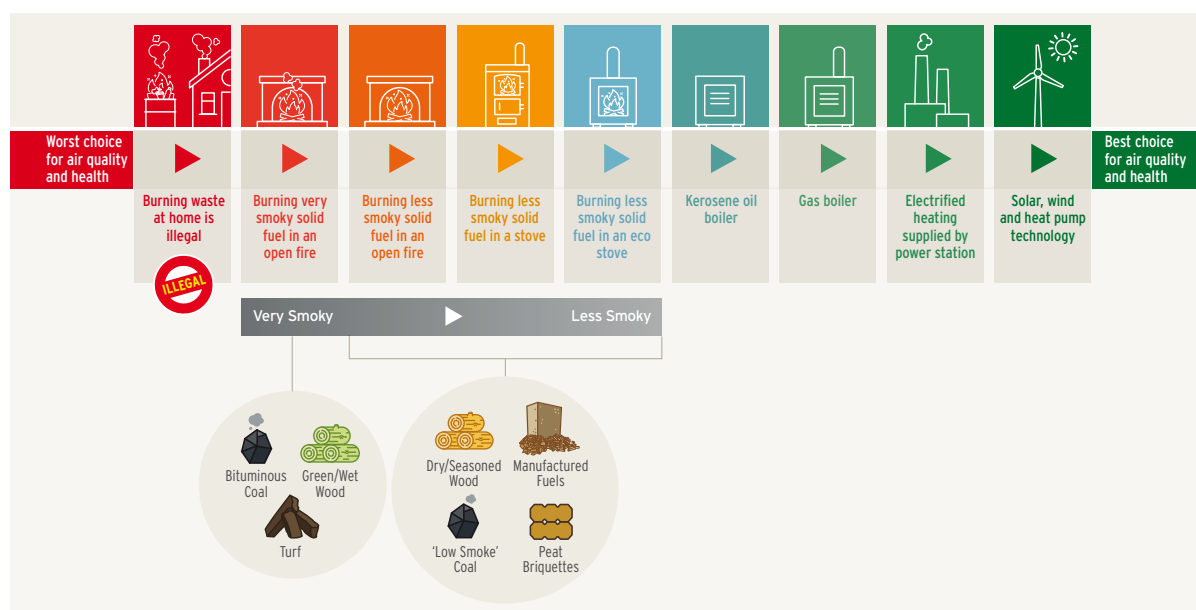 Worst choice
for air quality
and health
Best choice
for air quality
and health
Burning waste
at home is
illegal
Burning very
smoky solid
fuel in an
open fire
Burning less
smoky solid
fuel in an
open fire
Burning less
smoky solid
fuel in a stove
Burning less
smoky solid
fuel in an eco
stove
Kerosene oil
boiler
Gas boiler
Electrified
heating
supplied by
power station
Solar, wind
and heat pump
technology
ILLEGAL
Very Smoky
Less Smoky
Bituminous
Coal
Green/Wet
Wood
Turf
Dry/Seasoned
Wood
Manufactured
Fuels
'Low Smoke'
Coal
Peat
Briquettes